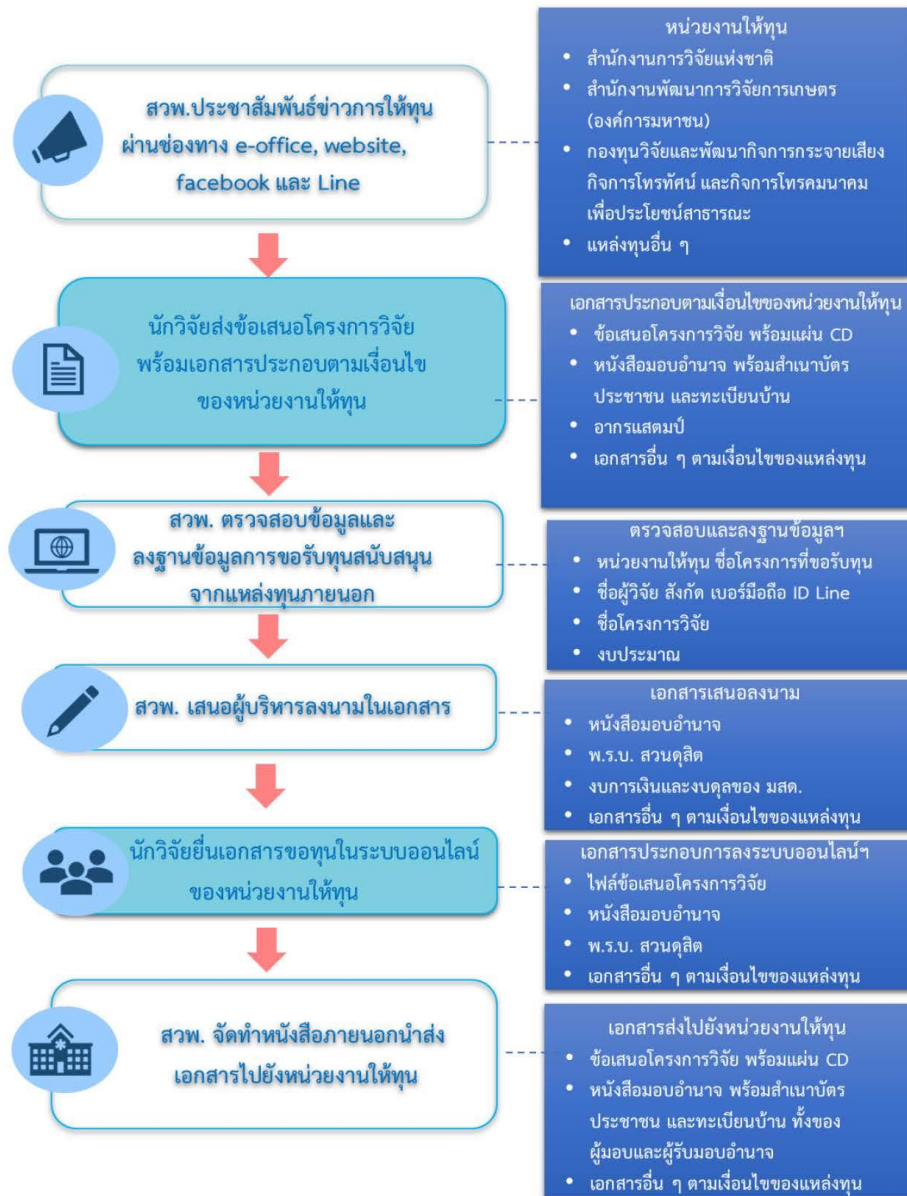 สวพ.ประชาสัมพันธ์ข่าวการให้ทุน
ผ่านช่องทาง e-office, website,
facebook และ Line
หน่วยงานให้ทุน
• สำนักงานการวิจัยแห่งชาติ
• สำนักงานพัฒนาการวิจัยการเกษตร
(องค์การมหาชน)
• กองทุนวิจัยและพัฒนากิจการกระจายเสียง
กิจการโทรทัศน์ และกิจการโทรคมนาคม
เพื่อประโยชน์สาธารณะ
• แหล่งทุนอื่น ๆ
นักวิจัยส่งข้อเสนอโครงการวิจัย
พร้อมเอกสารประกอบตามเงื่อนไข
ของหน่วยงานให้ทุน
เอกสารประกอบตามเงื่อนไขของหน่วยงานให้ทุน
• ข้อเสนอโครงการวิจัย พร้อมแผ่น CD
• หนังสือมอบอำนาจ พร้อมสำเนาบัตร
ประชาชน และทะเบียนบ้าน
• อากรแสตมป์
• เอกสารอื่น ๆ ตามเงื่อนไขของแหล่งทุน
สวพ. ตรวจสอบข้อมูลและ
ลงฐานข้อมูลการขอรับทุนสนับสนุน
จากแหล่งทุนภายนอก
ตรวจสอบและลงฐานข้อมูลฯ
• หน่วยงานให้ทุน ชื่อโครงการที่ขอรับทุน
• ชื่อผู้วิจัย สังกัด เบอร์มือถือ ID Line
• ชื่อโครงการวิจัย
• งบประมาณ
สวพ. เสนอผู้บริหารลงนามในเอกสาร
เอกสารเสนอลงนาม
• หนังสือมอบอำนาจ
• พ.ร.บ. สวนดุสิต
• งบการเงินและงบดุลของ มสด.
• เอกสารอื่น ๆ ตามเงื่อนไขของแหล่งทุน
นักวิจัยยื่นเอกสารขอทุนในระบบออนไลน์
ของหน่วยงานให้ทุน
เอกสารประกอบการลงระบบออนไลน์ฯ
• ไฟล์ข้อเสนอโครงการวิจัย
• หนังสือมอบอำนาจ
• พ.ร.บ. สวนดุสิต
• เอกสารอื่น ๆ ตามเงื่อนไขของแหล่งทุน
สวพ. จัดทำหนังสือภายนอกนำส่ง
เอกสารไปยังหน่วยงานให้ทุน
เอกสารส่งไปยังหน่วยงานให้ทุน
• ข้อเสนอโครงการวิจัย พร้อมแผ่น CD
• หนังสือมอบอำนาจ พร้อมสำเนาบัตร
ประชาชน และทะเบียนบ้าน ทั้งของ
ผู้มอบและผู้รับมอบอำนาจ
• เอกสารอื่น ๆ ตามเงื่อนไขของแหล่งทุน